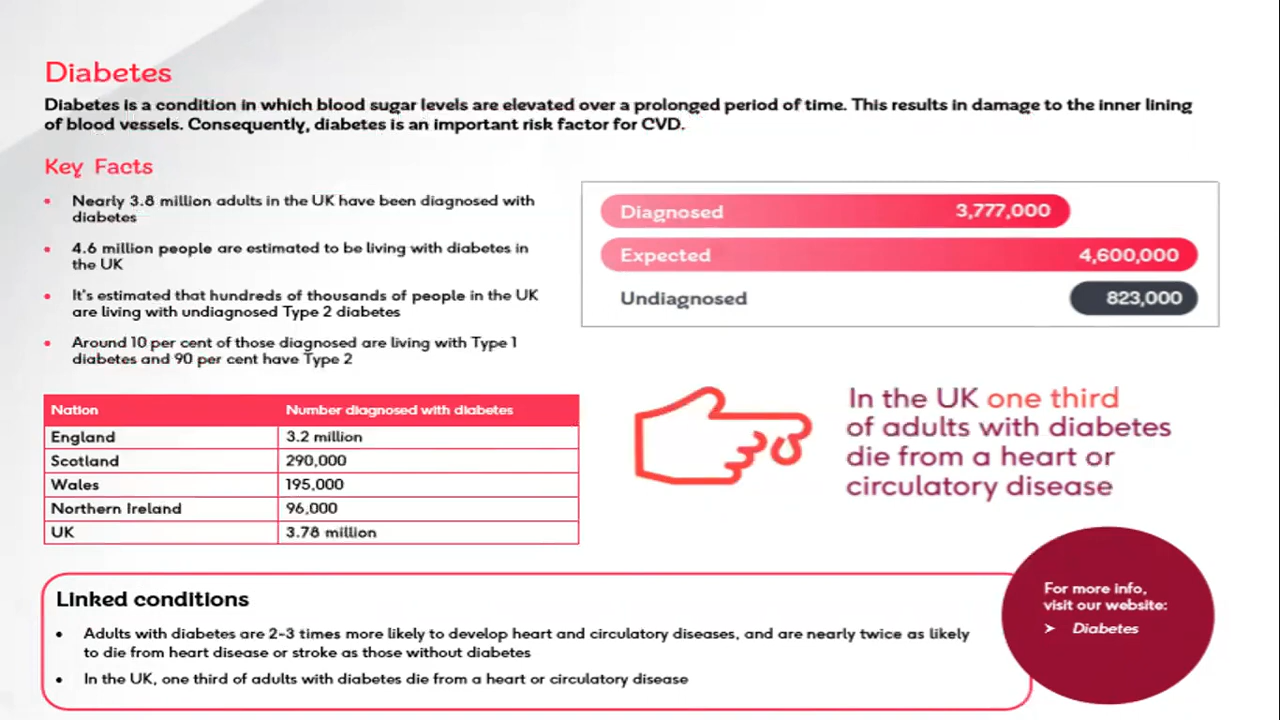 Diabetes
Diabetes is a condition in which blood sugar levels are elevated over a prolonged period of time. This results in damage to the inner lining
of blood vessels. Consequently, diabetes is an important risk factor for CVD.
Key Facts
• Nearly 3.8 million adults in the UK have been diagnosed with
diabetes
• 4.6 million people are estimated to be living with diabetes in
the UK
• It's estimated that hundreds of thousands of people in the UK
are living with undiagnosed Type 2 diabetes
• Around 10 per cent of those diagnosed are living with Type 1
diabetes and 90 per cent have Type 2
Diagnosed 3,777,000
Expected 4,600,000
Undiagnosed 823,000
Nation Number diagnosed with diabetes
England 3.2 million
Scotland 290,000
Wales 195,000
Northern Ireland 96,000
UK 3.78 million
In the UK one third
of adults with diabetes
die from a heart or
circulatory disease
Linked conditions
• Adults with diabetes are 2-3 times more likely to develop heart and circulatory diseases, and are nearly twice as likely
to die from heart disease or stroke as those without diabetes
• In the UK, one third of adults with diabetes die from a heart or circulatory disease
For more info,
visit our website:
➢ Diabetes